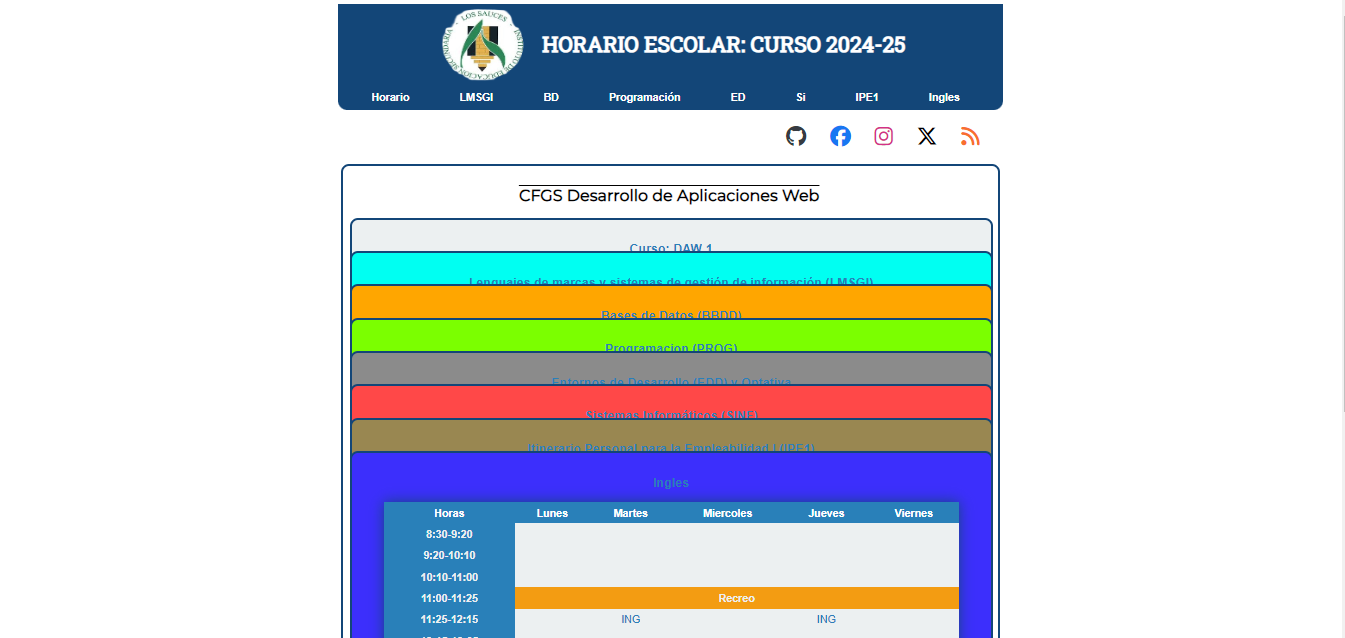 LOS SAUCES
INSTITUTO DE EDUCACIÓN SECUNDARIA
HORARIO ESCOLAR: CURSO 2024-25
Horario LMSGI BD Programación ED Si IPE1 Ingles
CFGS Desarrollo de Aplicaciones Web
Curso: DAW 1
Lenguajes de marcas y sistemas de gestión de información (LMSGI)
Bases de Datos (BBDD)
Programacion (PROG)
Entornos de Desarrollo (EDD) y Optativa
Sistemas Informáticos (SINF)
Itinerario Personal para la Empleabilidad I (IPE1)
Ingles
Horas Lunes Martes Miercoles Jueves Viernes
8:30-9:20
9:20-10:10
10:10-11:00
11:00-11:25 Recreo
11:25-12:15 ING ING